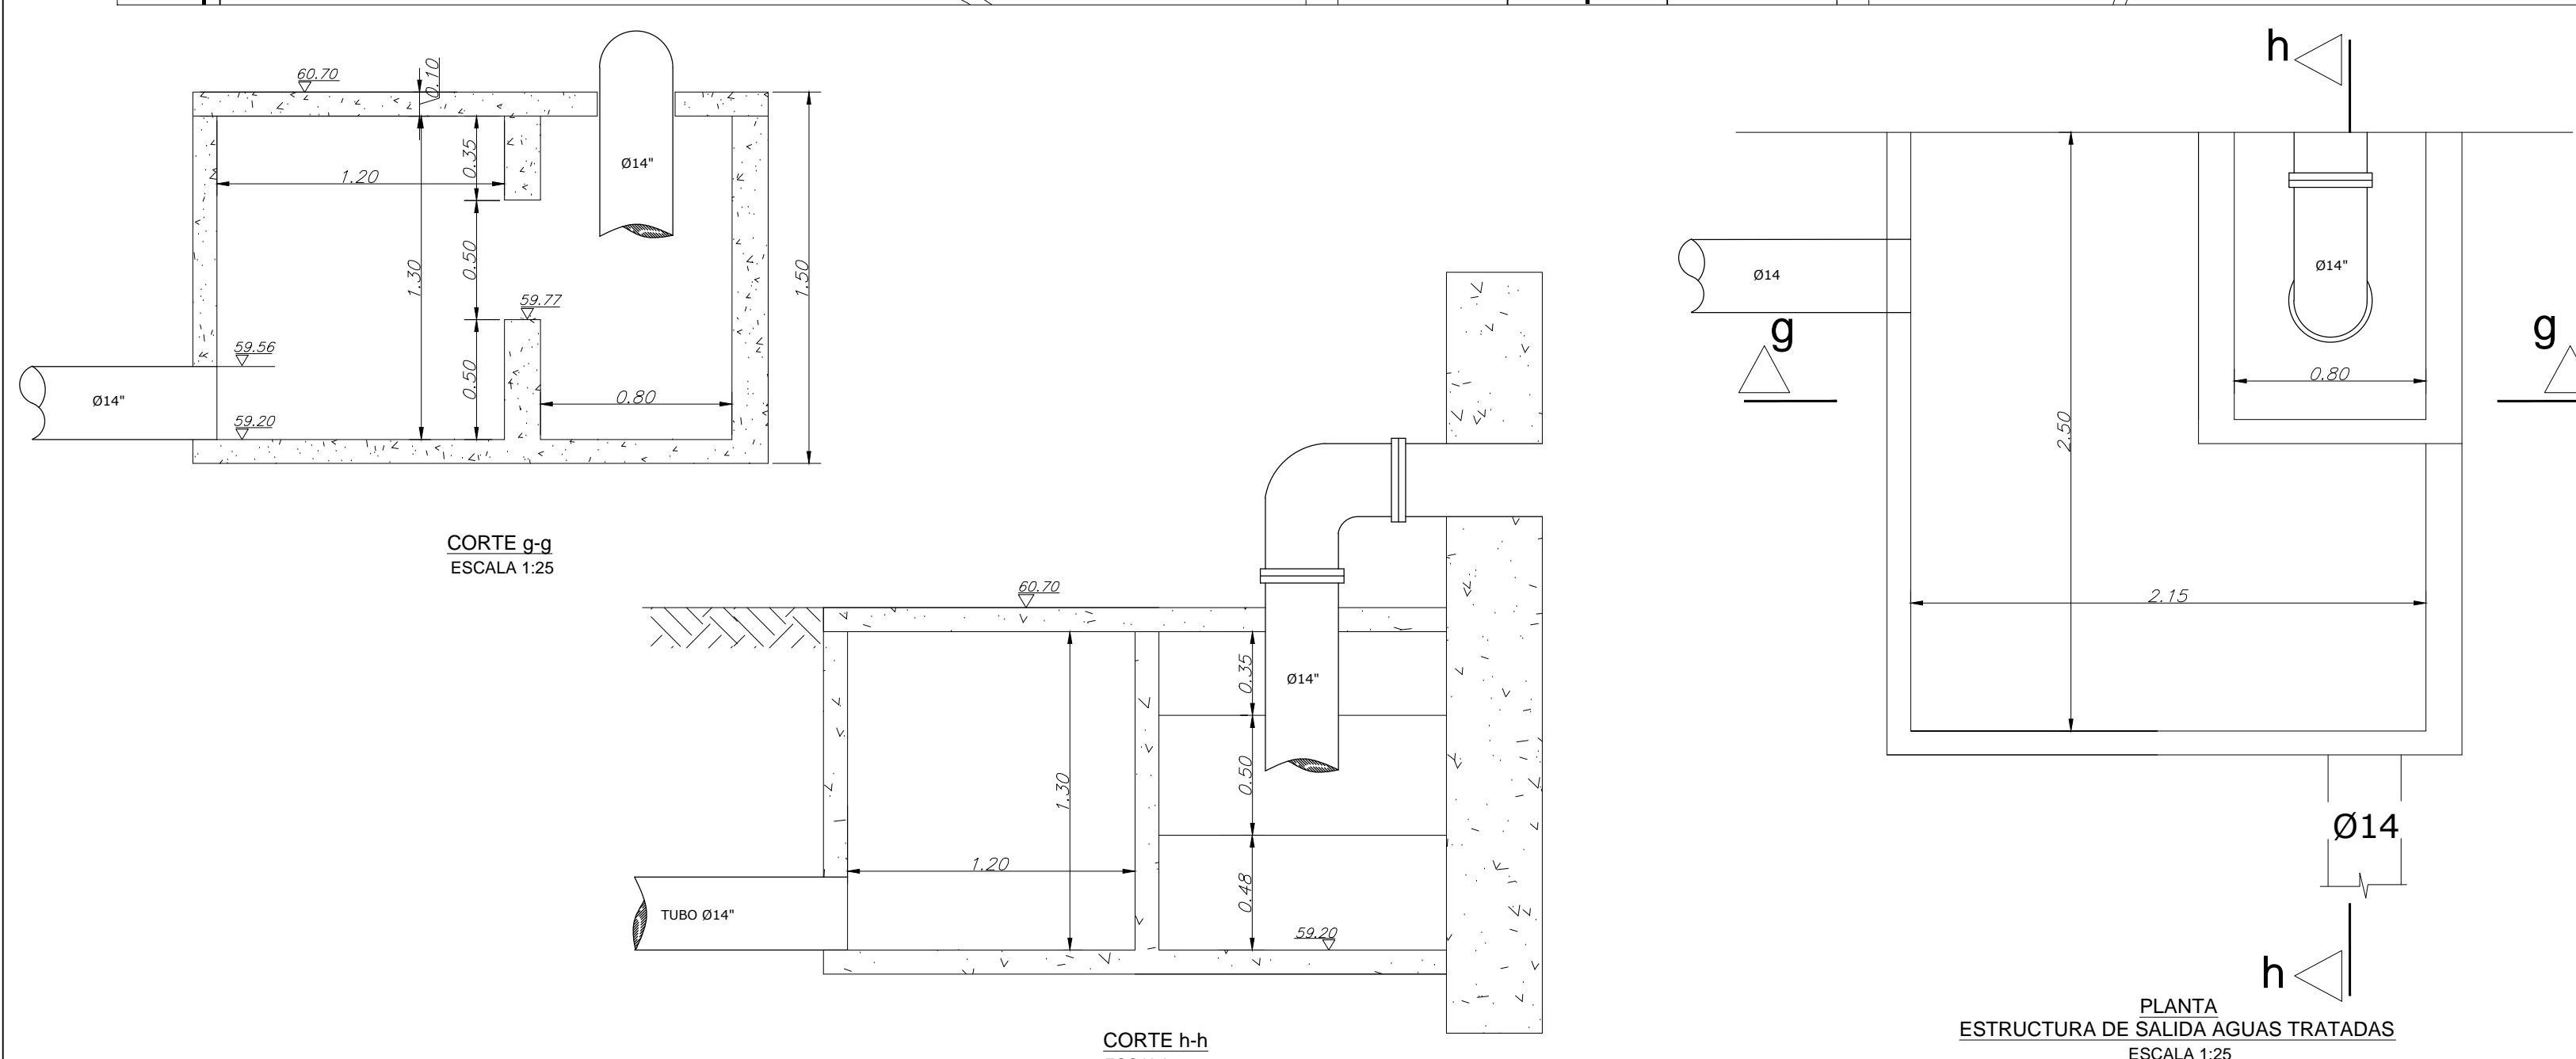 60.70
0.10
Ø14"
0.35
1.20
0.50
1.30
1.50
59.77
59.56
0.50
0.80
Ø14"
59.20
CORTE g-g
ESCALA 1:25
60.70
0.35
Ø14"
0.50
1.30
1.20
0.48
TUBO Ø14"
59.20
CORTE h-h
h
Ø14
Ø14"
g
g
0.80
2.50
2.15
Ø14
h
PLANTA
ESTRUCTURA DE SALIDA AGUAS TRATADAS
ESCALA 1:25